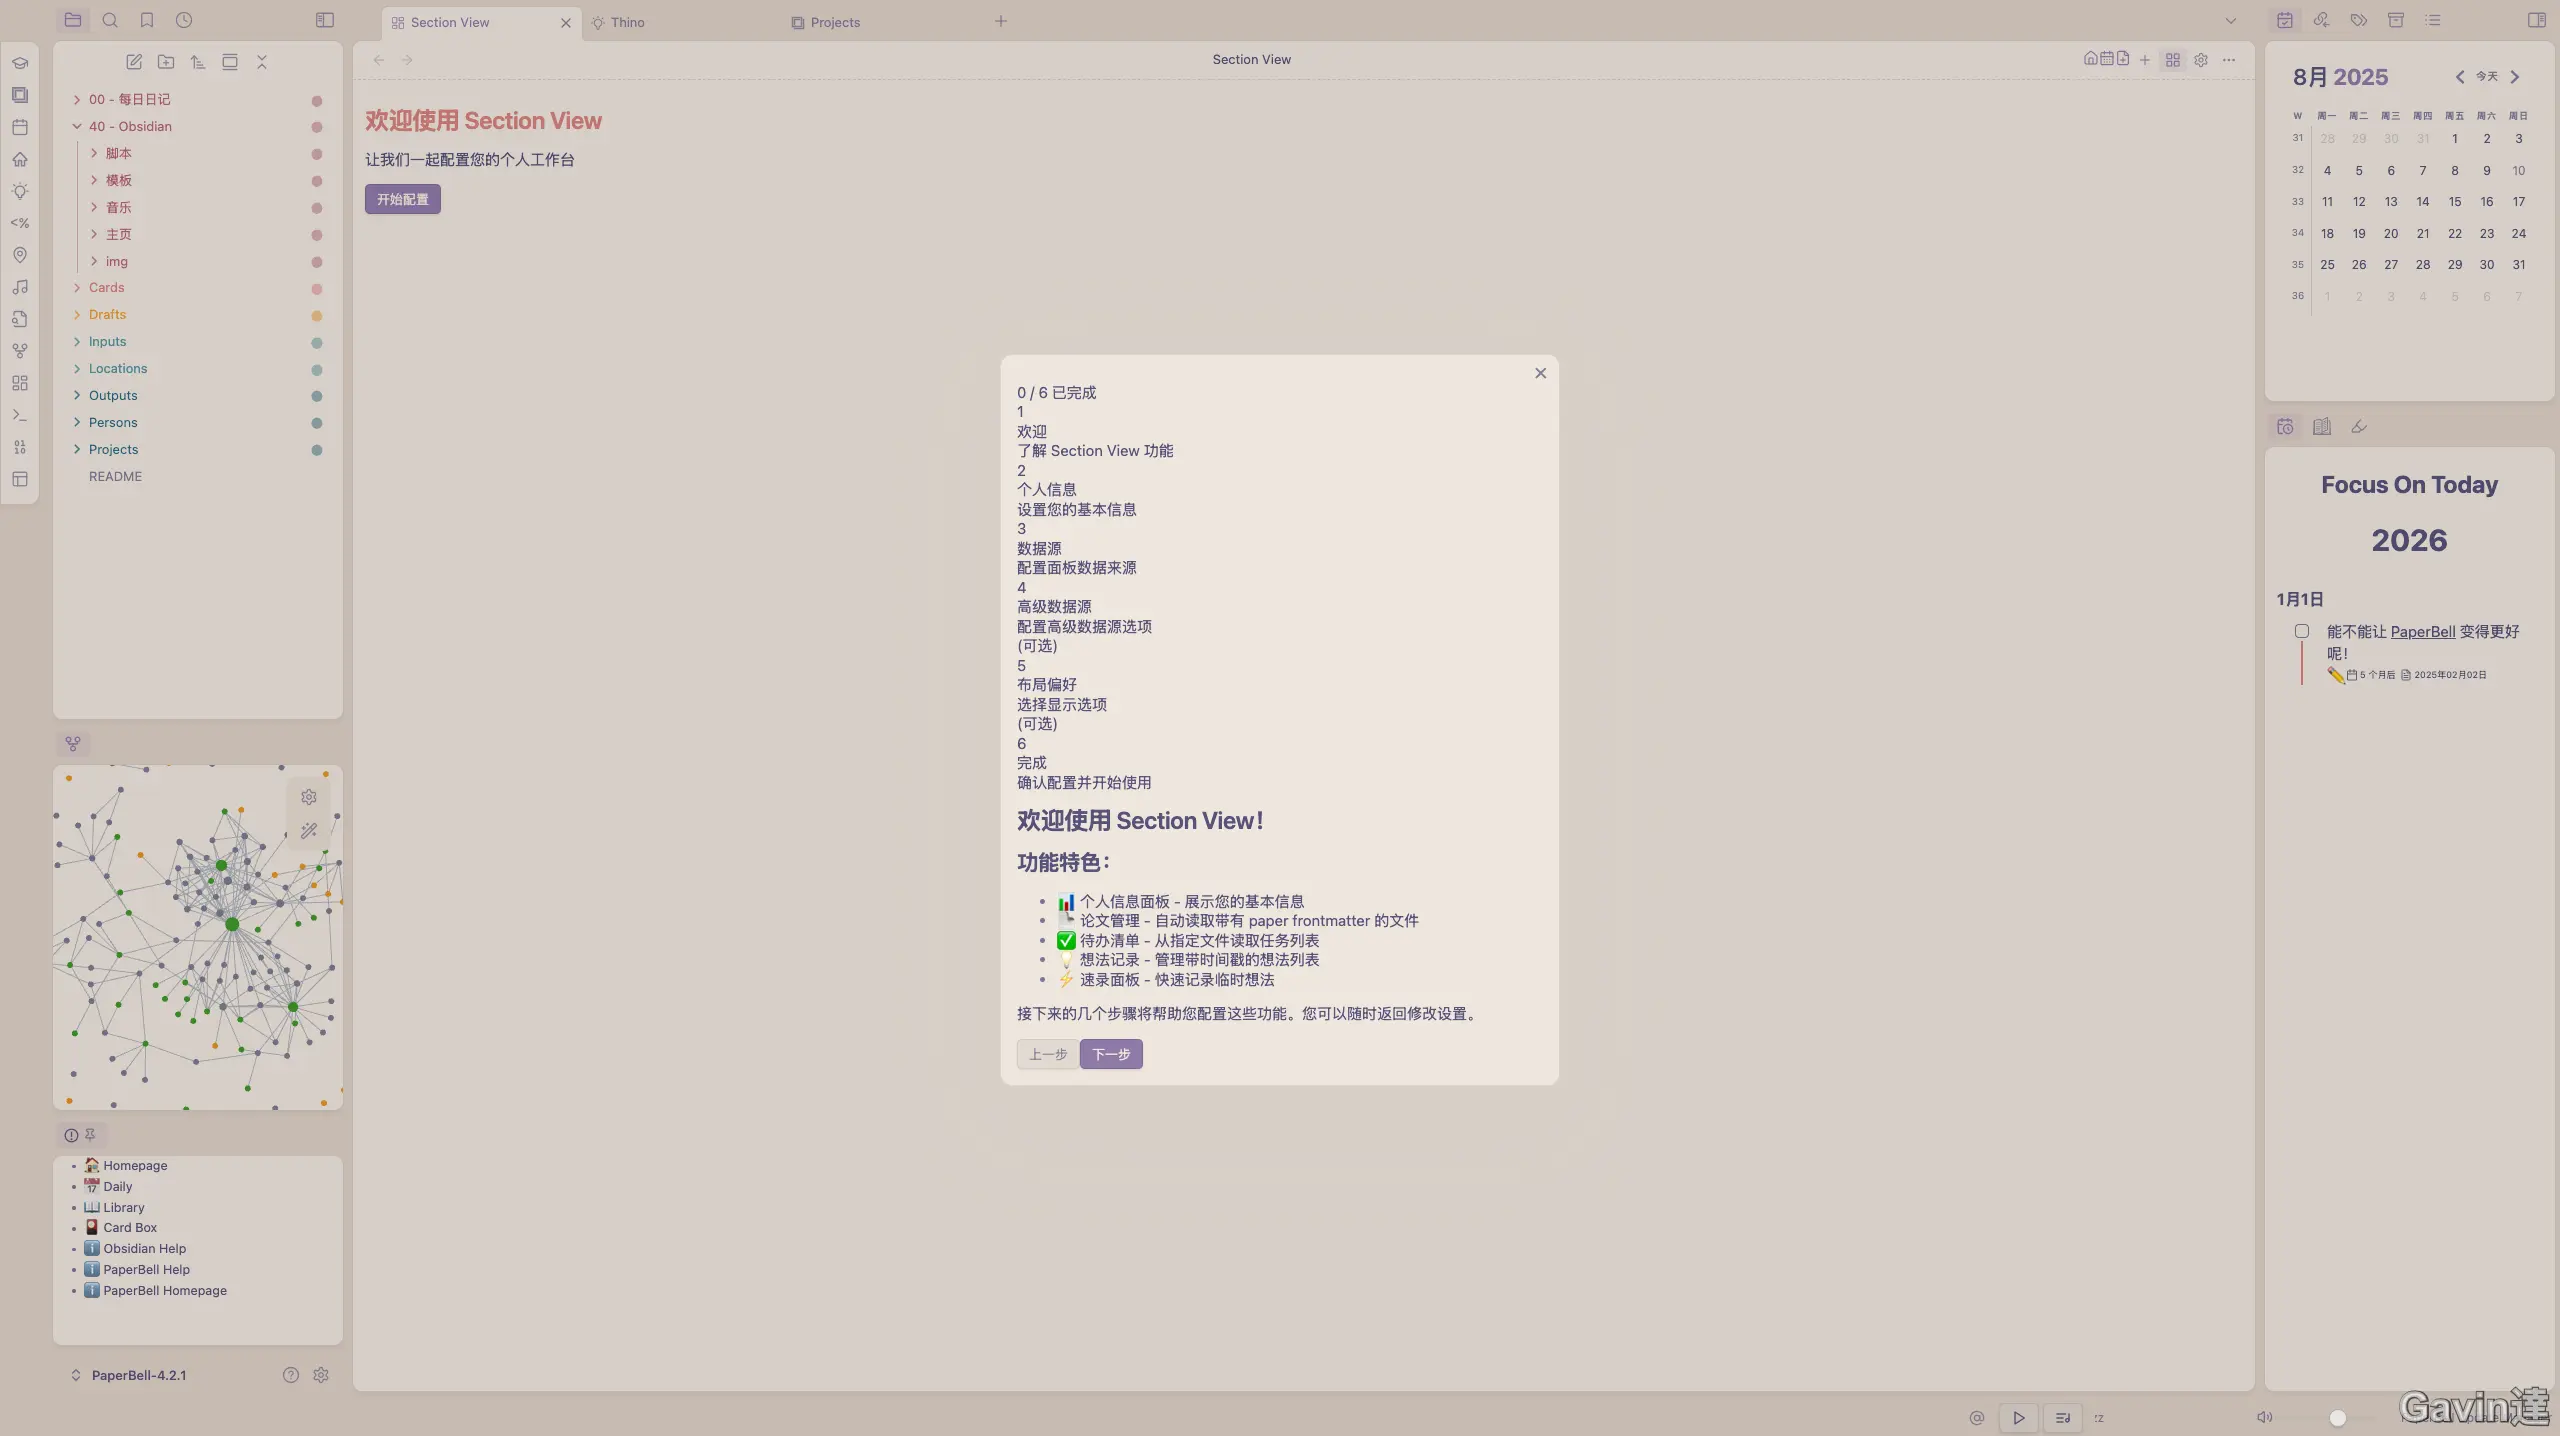 Section View
Thino
Projects
Section View
00 - 每日日记
40 - Obsidian
脚本
模板
音乐
主页
img
Cards
Drafts
Inputs
Locations
Outputs
Persons
Projects
README
Homepage
Daily
Library
Card Box
Obsidian Help
PaperBell Help
PaperBell Homepage
PaperBell-4.2.1
欢迎使用 Section View
让我们一起配置您的个人工作台
开始配置
0 / 6 已完成
1
欢迎
了解 Section View 功能
2
个人信息
设置您的基本信息
3
数据源
配置面板数据来源
4
高级数据源
配置高级数据源选项
(可选)
5
布局偏好
选择显示选项
(可选)
6
完成
确认配置并开始使用
欢迎使用 Section View！
功能特色：
个人信息面板 - 展示您的基本信息
论文管理 - 自动读取带有 paper frontmatter 的文件
待办清单 - 从指定文件读取任务列表
想法记录 - 管理带时间戳的想法列表
速录面板 - 快速记录临时想法
接下来的几个步骤将帮助您配置这些功能。您可以随时返回修改设置。
上一步 下一步
8月 2025 今天
W 周一 周二 周三 周四 周五 周六 周日
31 28 29 30 31 1 2 3
32 4 5 6 7 8 9 10
33 11 12 13 14 15 16 17
34 18 19 20 21 22 23 24
35 25 26 27 28 29 30 31
36 1 2 3 4 5 6 7
Focus On Today
2026
1月1日
能不能让 PaperBell 变得更好
呢！
5 个月后 2025年02月02日
Gavin達